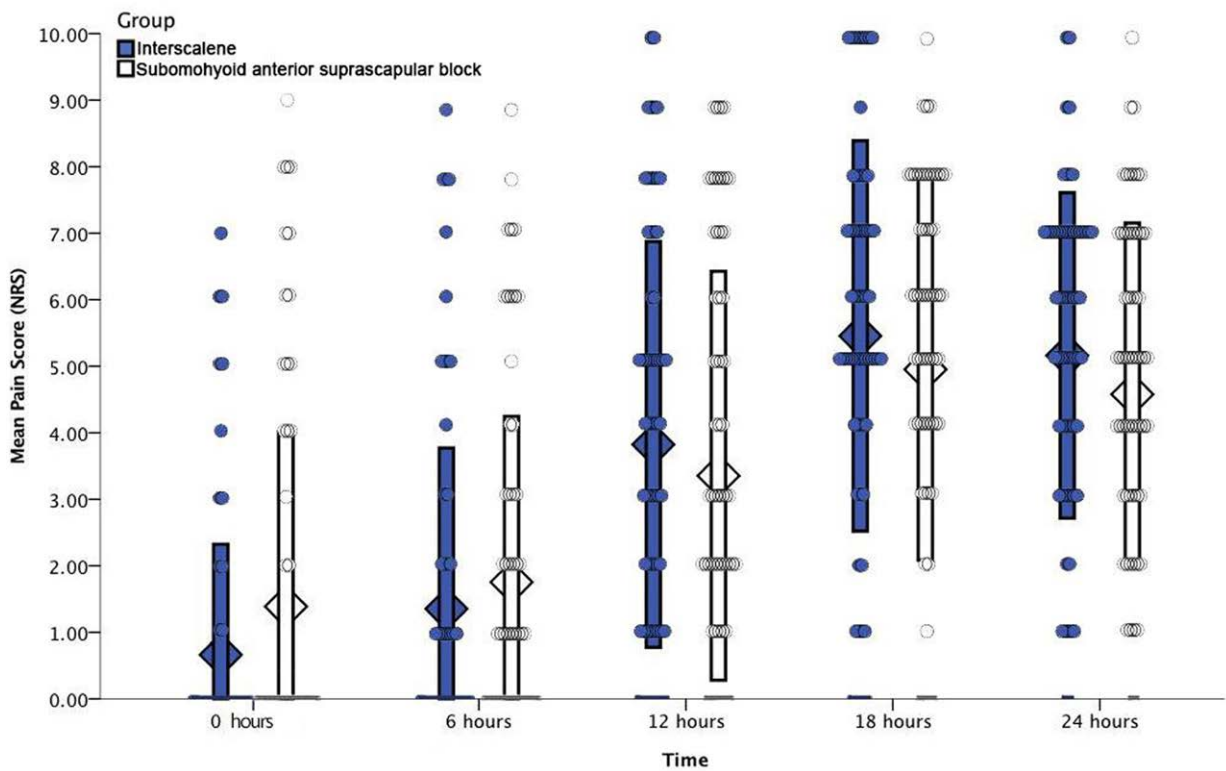 Group
Interscalene
Subomohyoid anterior suprascapular block
10.00
9.00
8.00
7.00
6.00
5.00
4.00
3.00
2.00
1.00
0.00
Mean Pain Score (NRS)
0 hours
6 hours
12 hours
18 hours
24 hours
Time